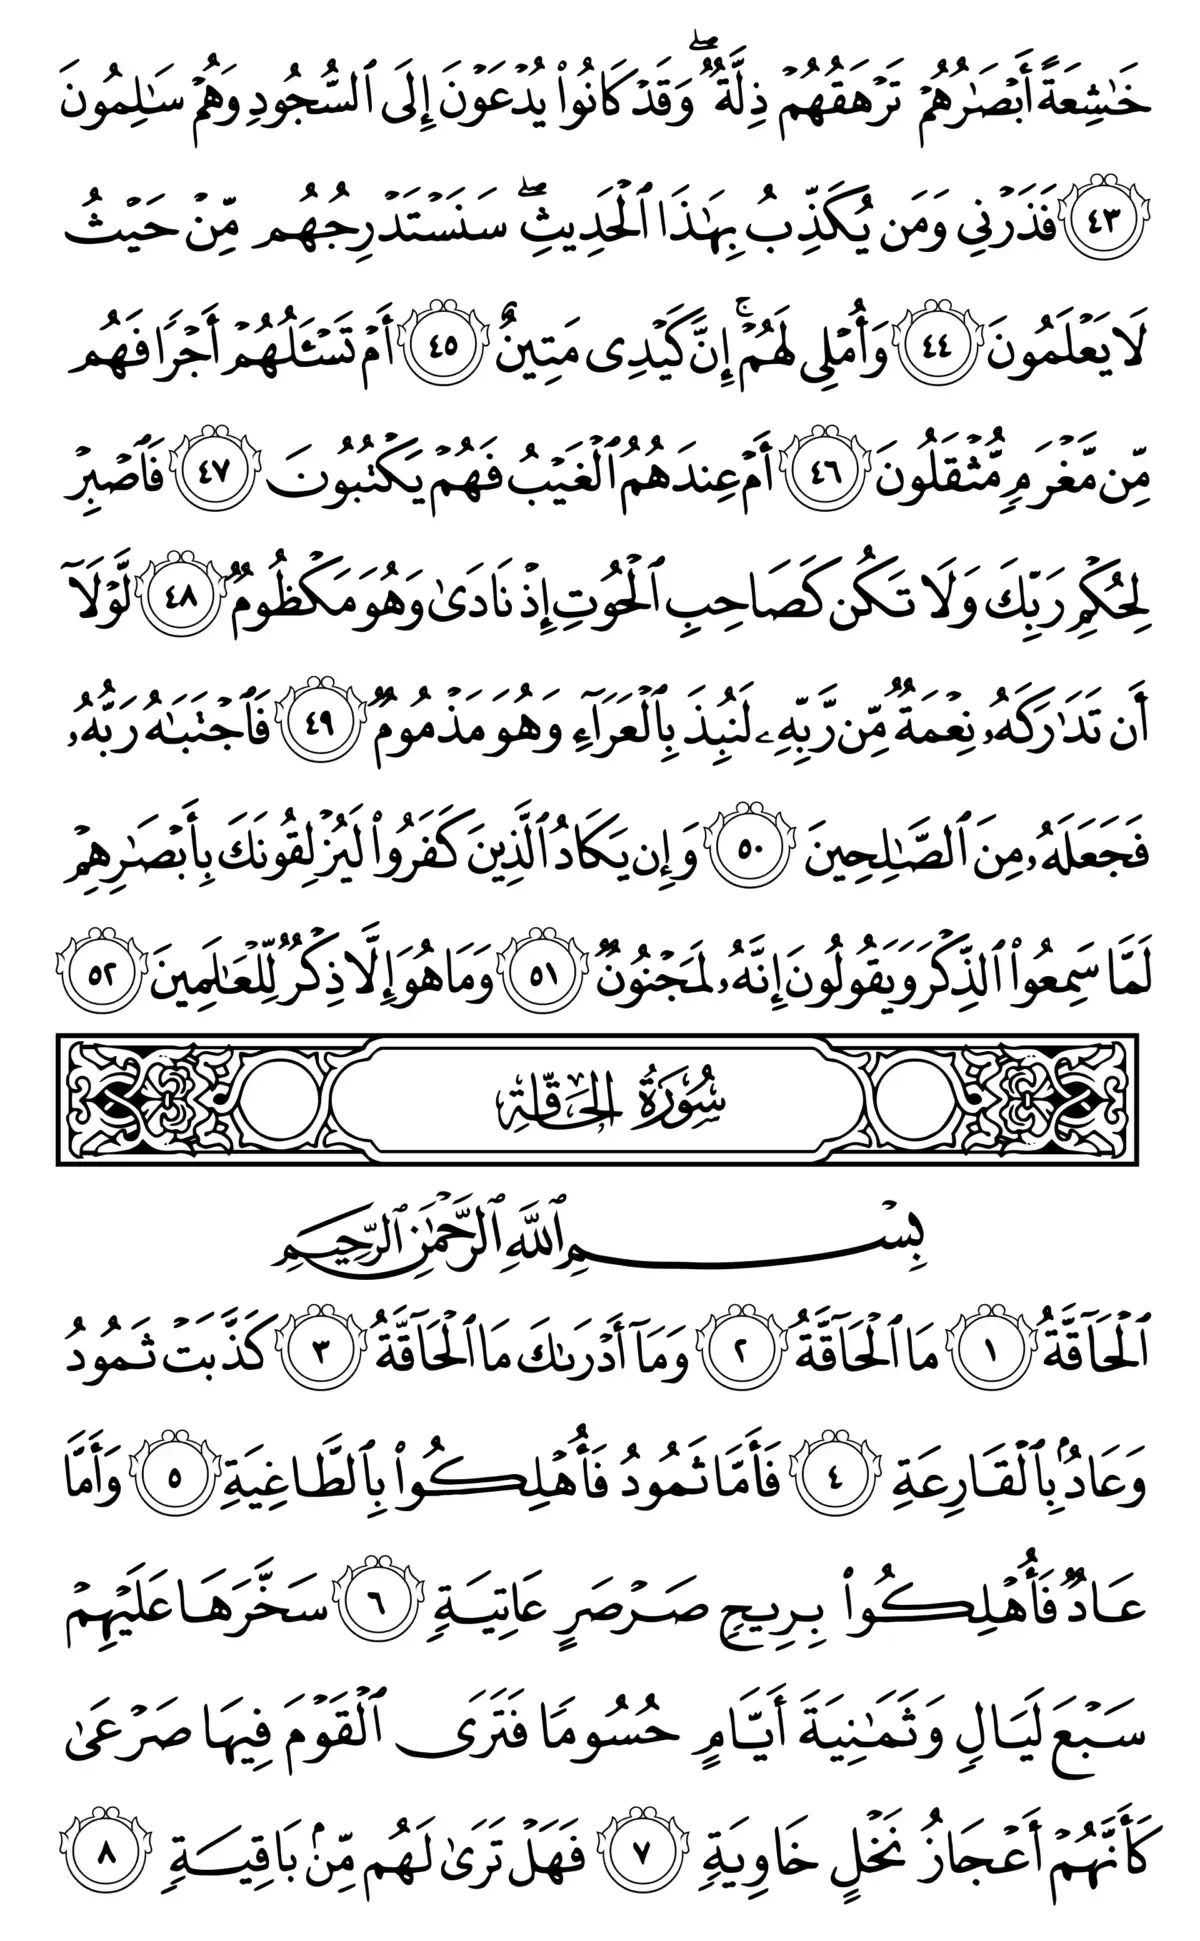 خَـٰشِعَةً أَبْصَـٰرُهُمْ تَرْهَقُهُمْ ذِلَّةٌۭ ۖ وَقَدْ كَانُوا۟ يُدْعَوْنَ إِلَى ٱلسُّجُودِ وَهُمْ سَـٰلِمُونَ
٤٣ فَذَرْنِى وَمَن يُكَذِّبُ بِهَـٰذَا ٱلْحَدِيثِ ۖ سَنَسْتَدْرِجُهُم مِّنْ حَيْثُ
لَا يَعْلَمُونَ ٤٤ وَأُمْلِى لَهُمْ ۚ إِنَّ كَيْدِى مَتِينٌ ٤٥ أَمْ تَسْـَٔلُهُمْ أَجْرًۭا فَهُم
مِّن مَّغْرَمٍۢ مُّثْقَلُونَ ٤٦ أَمْ عِندَهُمُ ٱلْغَيْبُ فَهُمْ يَكْتُبُونَ ٤٧ فَٱصْبِرْ
لِحُكْمِ رَبِّكَ وَلَا تَكُن كَصَاحِبِ ٱلْحُوتِ إِذْ نَادَىٰ وَهُوَ مَكْظُومٌۭ ٤٨ لَّوْلَآ
أَن تَدَٰرَكَهُۥ نِعْمَةٌۭ مِّن رَّبِّهِۦ لَنُبِذَ بِٱلْعَرَآءِ وَهُوَ مَذْمُومٌۭ ٤٩ فَٱجْتَبَـٰهُ رَبُّهُۥ
فَجَعَلَهُۥ مِنَ ٱلصَّـٰلِحِينَ ٥٠ وَإِن يَكَادُ ٱلَّذِينَ كَفَرُوا۟ لَيُزْلِقُونَكَ بِأَبْصَـٰرِهِمْ
لَمَّا سَمِعُوا۟ ٱلذِّكْرَ وَيَقُولُونَ إِنَّهُۥ لَمَجْنُونٌۭ ٥١ وَمَا هُوَ إِلَّا ذِكْرٌۭ لِّلْعَـٰلَمِينَ ٥٢
سُورَةُ الحَاقَّةِ
بِسْمِ ٱللَّهِ ٱلرَّحْمَـٰنِ ٱلرَّحِيمِ
ٱلْحَآقَّةُ ١ مَا ٱلْحَآقَّةُ ٢ وَمَآ أَدْرَىٰكَ مَا ٱلْحَآقَّةُ ٣ كَذَّبَتْ ثَمُودُ
وَعَادٌۢ بِٱلْقَارِعَةِ ٤ فَأَمَّا ثَمُودُ فَأُهْلِكُوا۟ بِٱلطَّاغِيَةِ ٥ وَأَمَّا
عَادٌۭ فَأُهْلِكُوا۟ بِرِيحٍۢ صَرْصَرٍ عَاتِيَةٍۢ ٦ سَخَّرَهَا عَلَيْهِمْ
سَبْعَ لَيَالٍۢ وَثَمَـٰنِيَةَ أَيَّامٍ حُسُومًۭا فَتَرَى ٱلْقَوْمَ فِيهَا صَرْعَىٰ
كَأَنَّهُمْ أَعْجَازُ نَخْلٍ خَاوِيَةٍۢ ٧ فَهَلْ تَرَىٰ لَهُم مِّنۢ بَاقِيَةٍۢ ٨